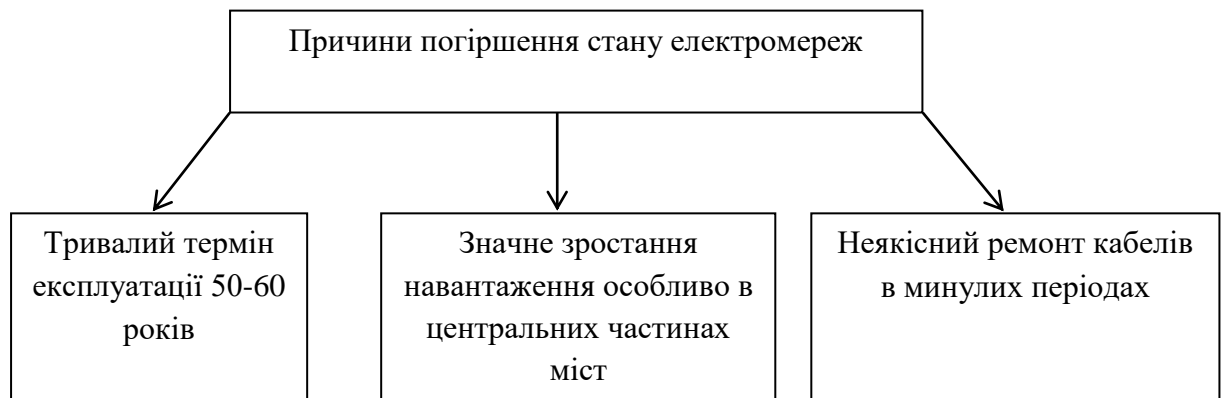 Причини погіршення стану електромереж
Тривалий термін
експлуатації 50-60
років
Значне зростання
навантаження особливо в
центральних частинах
міст
Неякісний ремонт кабелів
в минулих періодах